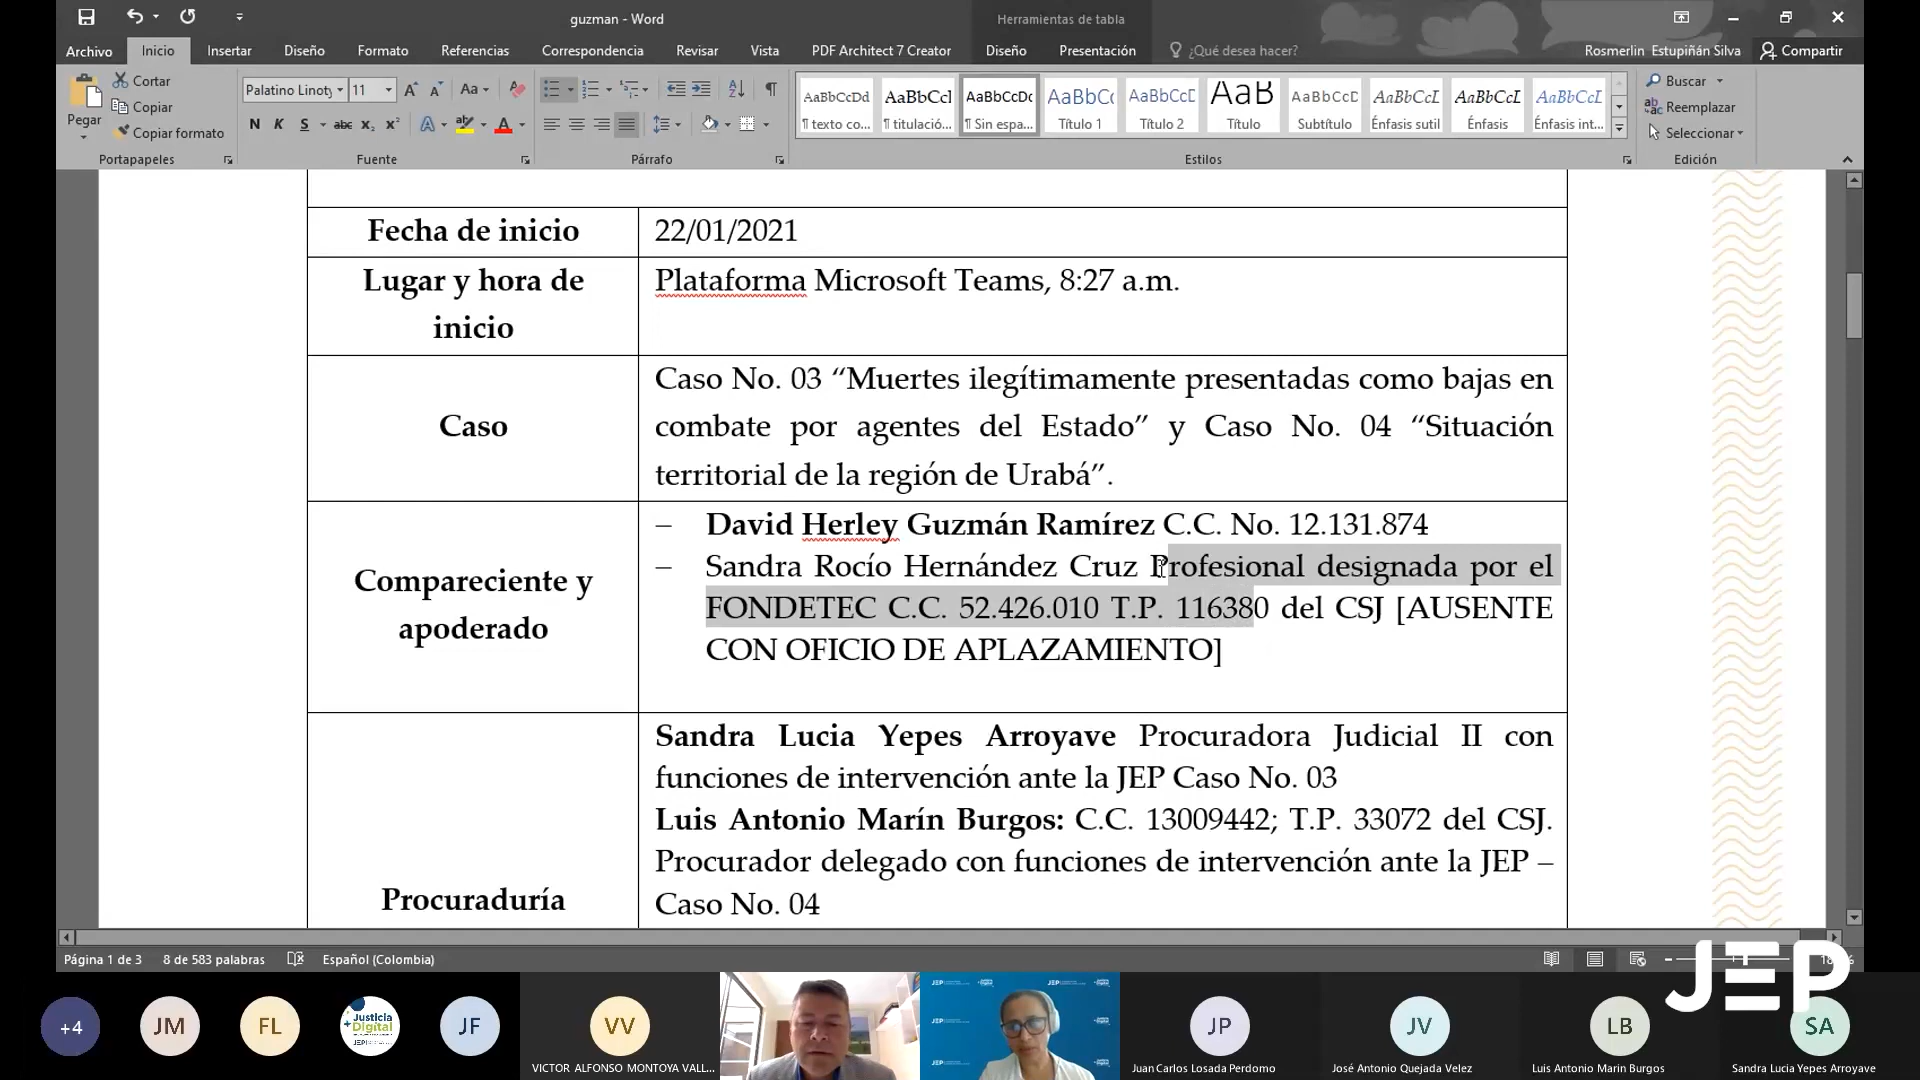 guzman - Word
Herramientas de tabla
Archivo
Inicio
Insertar
Diseño
Formato
Referencias
Correspondencia
Revisar
Vista
PDF Architect 7 Creator
Diseño
Presentación
¿Qué desea hacer?
Rosmerlin Estupiñán Silva
Compartir
Pegar
Cortar
Copiar
Copiar formato
Portapapeles
Palatino Linoty
11
Aa
N K S abc x₂ x²
Fuente
Párrafo
AaBbCcDd
¶ texto co...
AaBbCcI
¶ titulació...
AaBbCcDc
¶ Sin espa...
AaBbCc
Título 1
AaBbCcD
Título 2
AaB
Título
AaBbCcD
Subtítulo
AaBbCcL
Énfasis sutil
AaBbCcL
Énfasis
AaBbCcL
Énfasis int...
Estilos
Buscar
Reemplazar
Seleccionar
Edición
Fecha de inicio
22/01/2021
Lugar y hora de
inicio
Plataforma Microsoft Teams, 8:27 a.m.
Caso
Caso No. 03 “Muertes ilegítimamente presentadas como bajas en
combate por agentes del Estado” y Caso No. 04 “Situación
territorial de la región de Urabá”.
Compareciente y
apoderado
– David Herley Guzmán Ramírez C.C. No. 12.131.874
– Sandra Rocío Hernández Cruz Profesional designada por el
FONDETEC C.C. 52.426.010 T.P. 116380 del CSJ [AUSENTE
CON OFICIO DE APLAZAMIENTO]
Procuraduría
Sandra Lucia Yepes Arroyave Procuradora Judicial II con
funciones de intervención ante la JEP Caso No. 03
Luis Antonio Marín Burgos: C.C. 13009442; T.P. 33072 del CSJ.
Procurador delegado con funciones de intervención ante la JEP –
Caso No. 04
Página 1 de 3
8 de 583 palabras
Español (Colombia)
JEP
+4
JM
FL
Justicia
+Digital
JEP
JF
VV
VICTOR ALFONSO MONTOYA VALL...
JP
Juan Carlos Losada Perdomo
JV
José Antonio Quejada Velez
LB
Luis Antonio Marin Burgos
SA
Sandra Lucia Yepes Arroyave